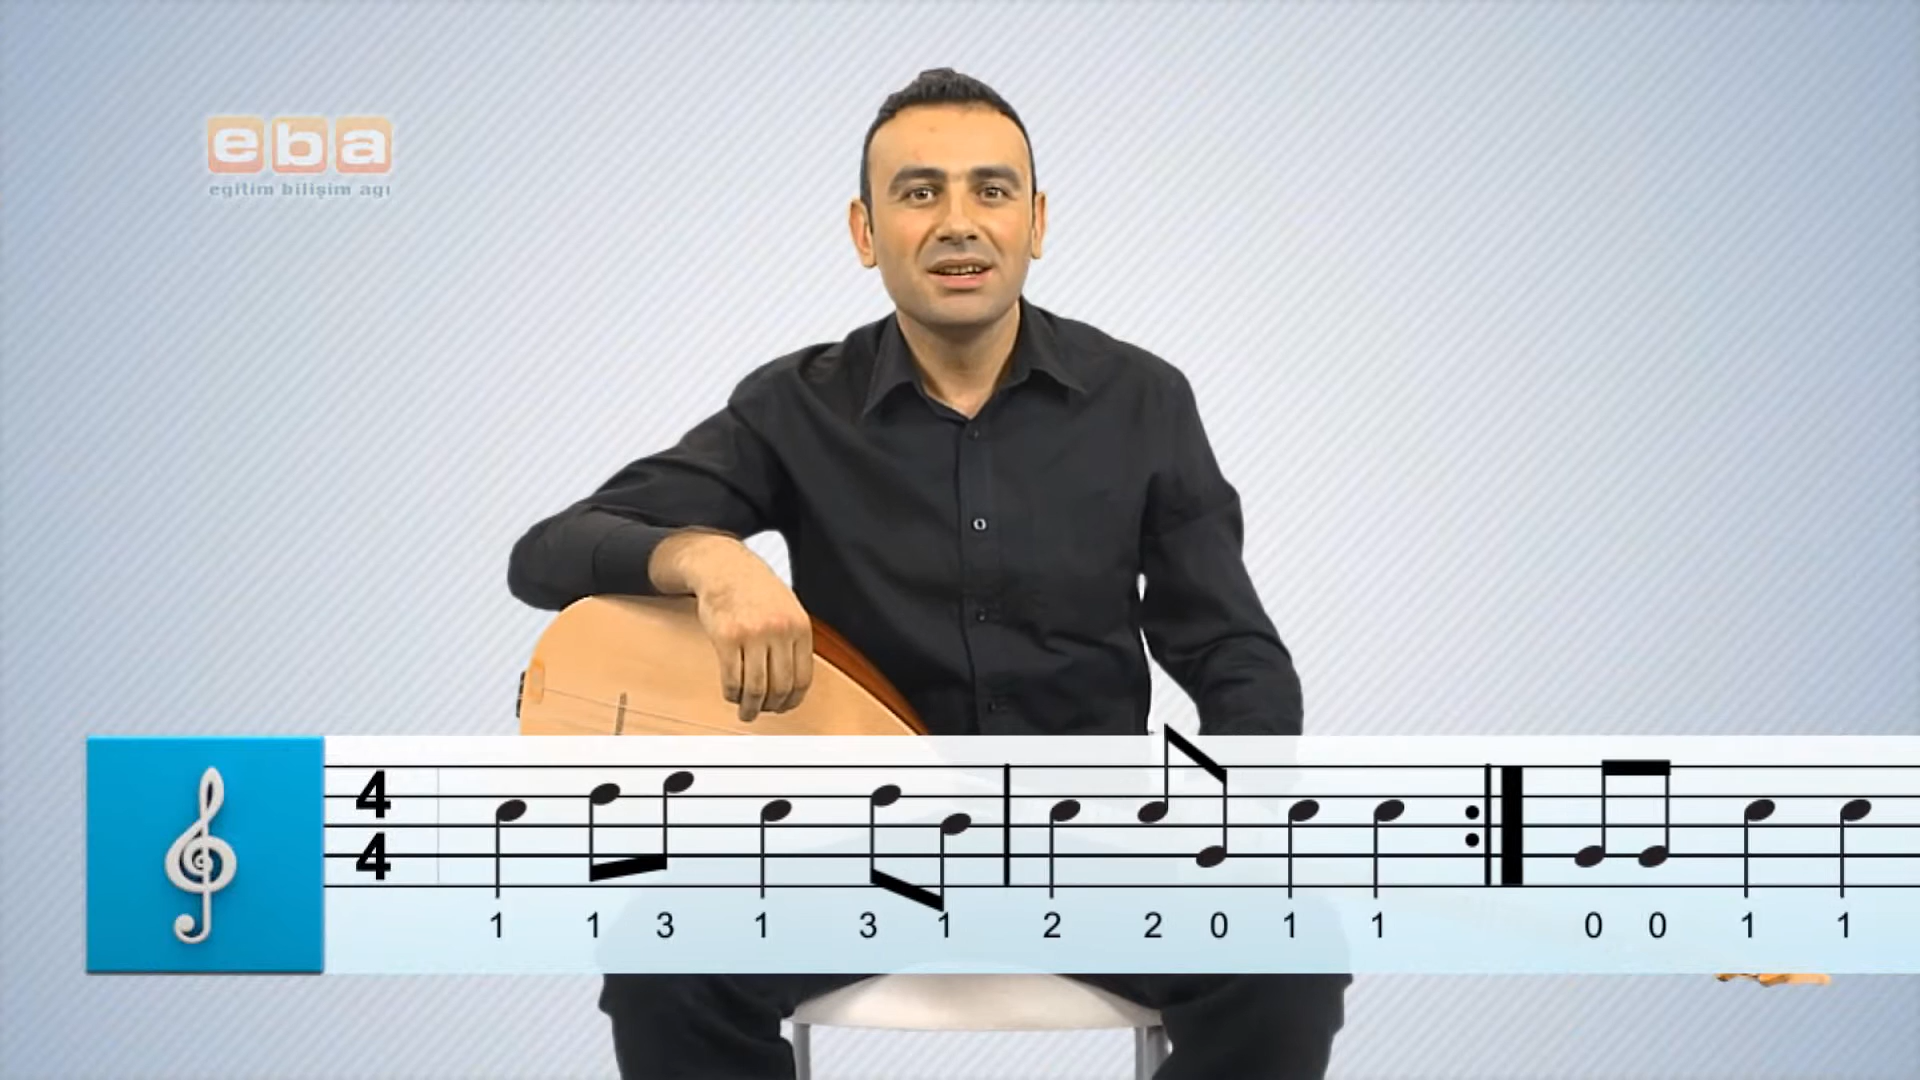 eba
eğitim bilişim ağı
4
4
1 1 3 1 3 1 2 2 0 1 1 0 0 1 1